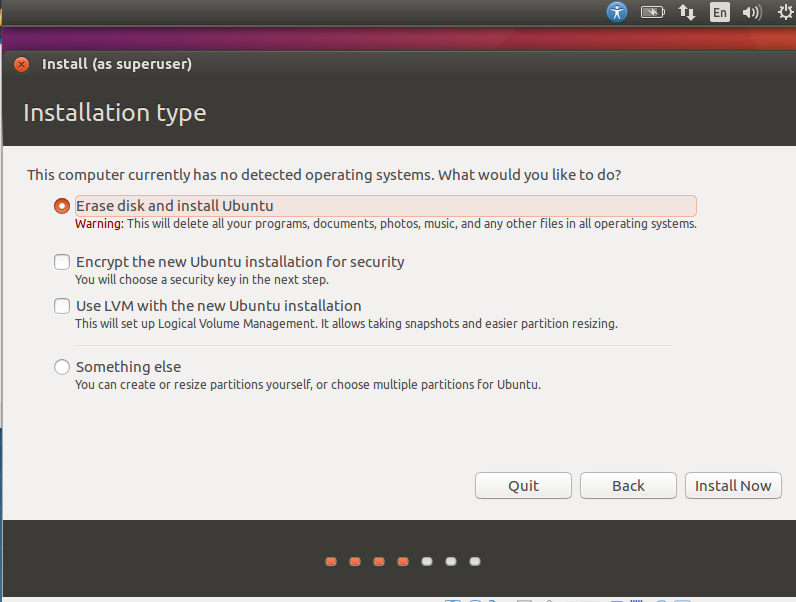 En
Install (as superuser)
Installation type
This computer currently has no detected operating systems. What would you like to do?
Erase disk and install Ubuntu
Warning: This will delete all your programs, documents, photos, music, and any other files in all operating systems.
Encrypt the new Ubuntu installation for security
You will choose a security key in the next step.
Use LVM with the new Ubuntu installation
This will set up Logical Volume Management. It allows taking snapshots and easier partition resizing.
Something else
You can create or resize partitions yourself, or choose multiple partitions for Ubuntu.
Quit
Back
Install Now